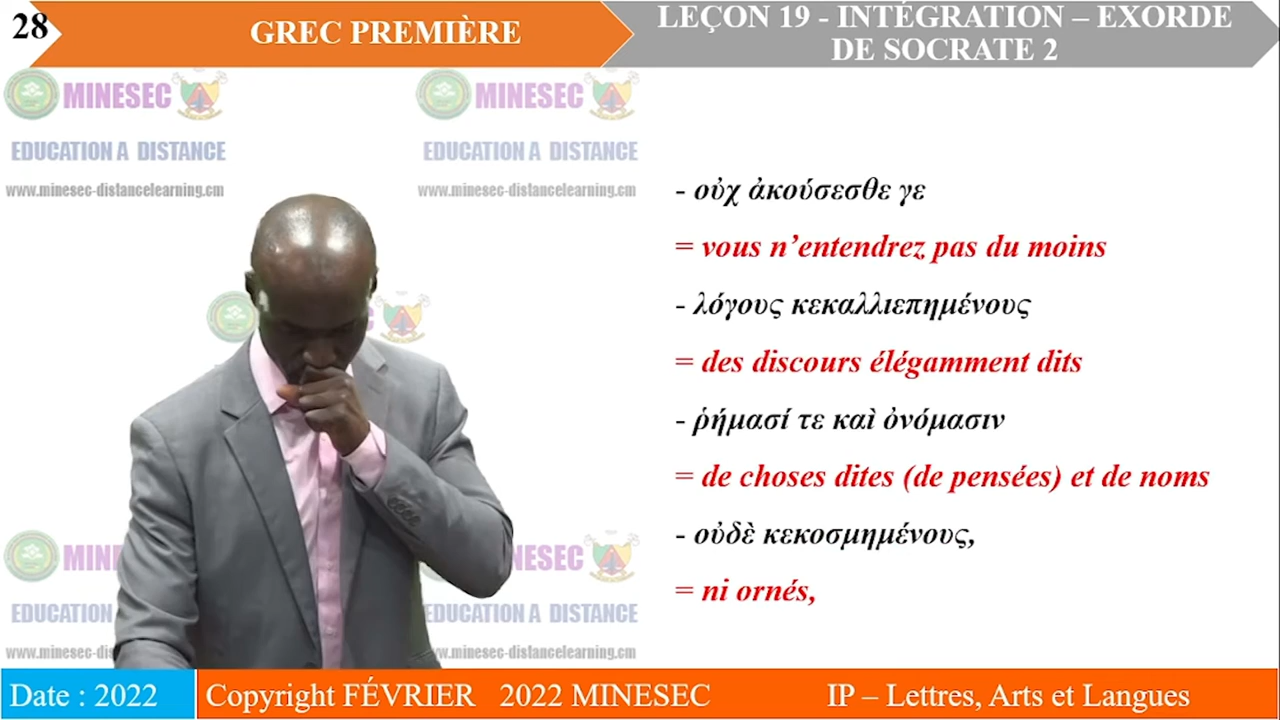 28
GREC PREMIÈRE
LEÇON 19 - INTÉGRATION – EXORDE
DE SOCRATE 2
MINESEC
EDUCATION A DISTANCE
www.minesec-distancelearning.cm
MINESEC
EDUCATION A DISTANCE
www.minesec-distancelearning.cm
- οὐχ ἀκούσεσθε γε
= vous n’entendrez pas du moins
- λόγους κεκαλλιεπημένους
= des discours élégamment dits
- ῥήμασί τε καὶ ὀνόμασιν
= de choses dites (de pensées) et de noms
- οὐδὲ κεκοσμημένους,
= ni ornés,
MINE
EDUCATION
www.minesec-dis
NESEC
EDUCATION A DISTANCE
www.minesec-distancelearning.cm
Date : 2022
Copyright FÉVRIER 2022 MINESEC
IP – Lettres, Arts et Langues